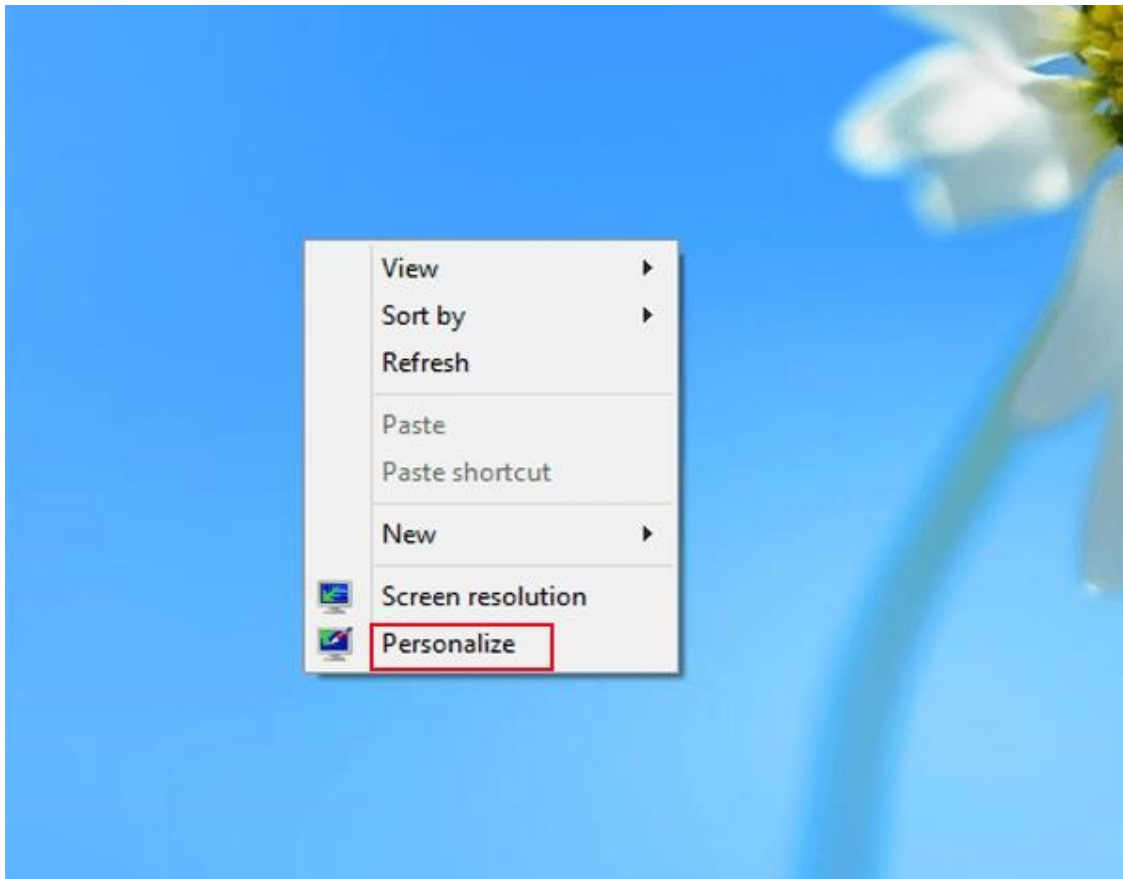 View
Sort by
Refresh
Paste
Paste shortcut
New
Screen resolution
Personalize